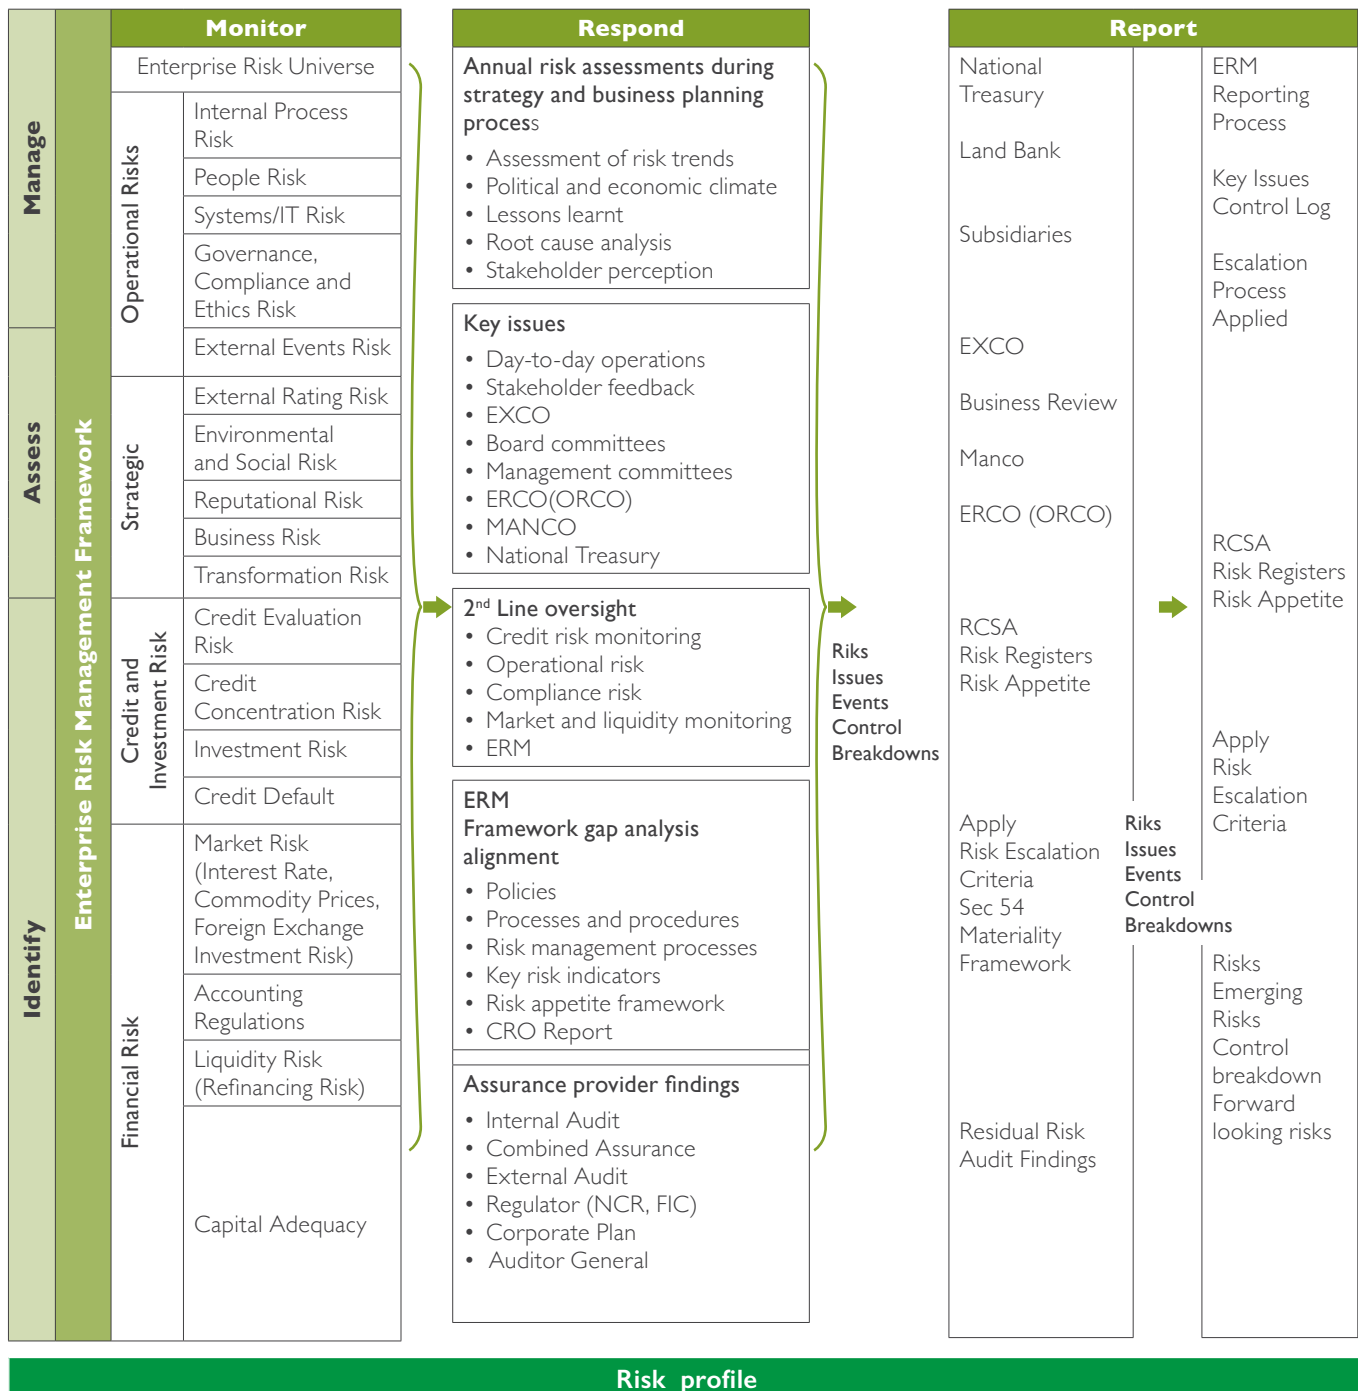 Manage
Assess
Identify
Enterprise Risk Management Framework
Monitor
Enterprise Risk Universe
Operational Risks
Internal Process
Risk
People Risk
Systems/IT Risk
Governance,
Compliance and
Ethics Risk
External Events Risk
Strategic
External Rating Risk
Environmental
and Social Risk
Reputational Risk
Business Risk
Transformation Risk
Credit and
Investment Risk
Credit Evaluation
Risk
Credit
Concentration Risk
Investment Risk
Credit Default
Financial Risk
Market Risk
(Interest Rate,
Commodity Prices,
Foreign Exchange
Investment Risk)
Accounting
Regulations
Liquidity Risk
(Refinancing Risk)
Capital Adequacy
Respond
Annual risk assessments during
strategy and business planning
process
• Assessment of risk trends
• Political and economic climate
• Lessons learnt
• Root cause analysis
• Stakeholder perception
Key issues
• Day-to-day operations
• Stakeholder feedback
• EXCO
• Board committees
• Management committees
• ERCO(ORCO)
• MANCO
• National Treasury
2nd Line oversight
• Credit risk monitoring
• Operational risk
• Compliance risk
• Market and liquidity monitoring
• ERM
ERM
Framework gap analysis
alignment
• Policies
• Processes and procedures
• Risk management processes
• Key risk indicators
• Risk appetite framework
• CRO Report
Assurance provider findings
• Internal Audit
• Combined Assurance
• External Audit
• Regulator (NCR, FIC)
• Corporate Plan
• Auditor General
Riks
Issues
Events
Control
Breakdowns
Report
National
Treasury
Land Bank
Subsidiaries
EXCO
Business Review
Manco
ERCO (ORCO)
RCSA
Risk Registers
Risk Appetite
Apply
Risk Escalation
Criteria
Sec 54
Materiality
Framework
Residual Risk
Audit Findings
Riks
Issues
Events
Control
Breakdowns
ERM
Reporting
Process
Key Issues
Control Log
Escalation
Process
Applied
RCSA
Risk Registers
Risk Appetite
Apply
Risk
Escalation
Criteria
Risks
Emerging
Risks
Control
breakdown
Forward
looking risks
Risk profile